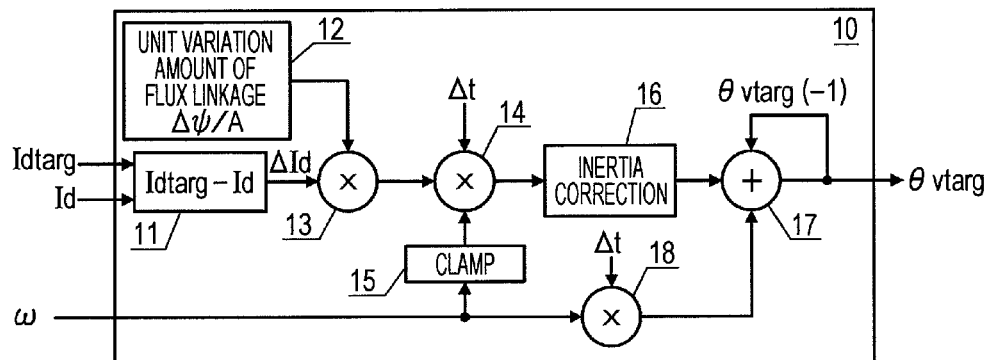 UNIT VARIATION
AMOUNT OF
FLUX LINKAGE
Δψ/A
12
10
Δt
14
16
θ vtarg (−1)
Idtarg
Id
Idtarg − Id
ΔId
×
×
INERTIA
CORRECTION
+
θ vtarg
11
13
17
15
CLAMP
Δt
18
ω
×